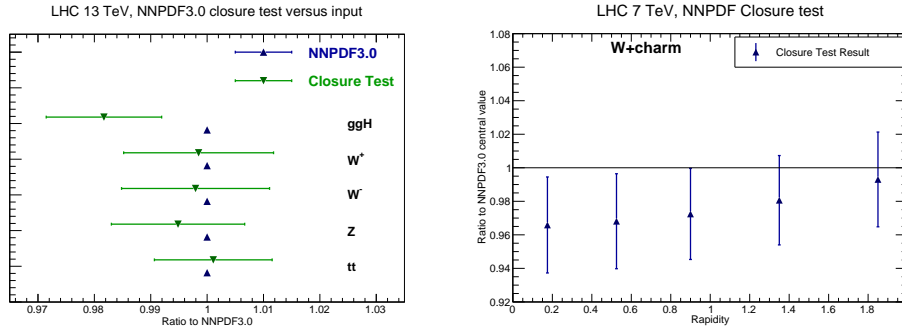 LHC 13 TeV, NNPDF3.0 closure test versus input
NNPDF3.0
Closure Test
ggH
W+
W-
Z
tt
0.97 0.98 0.99 1.00 1.01 1.02 1.03
Ratio to NNPDF3.0
LHC 7 TeV, NNPDF Closure test
W+charm
Closure Test Result
Ratio to NNPDF3.0 central value
1.08
1.06
1.04
1.02
1
0.98
0.96
0.94
0.92
0 0.2 0.4 0.6 0.8 1.0 1.2 1.4 1.6 1.8
Rapidity